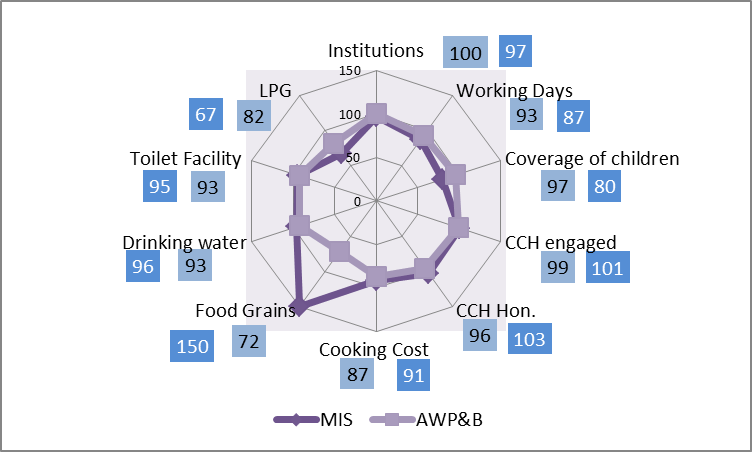 Institutions 100 97
150
LPG
Working Days
67 82
100
93 87
Toilet Facility
50
Coverage of children
95 93
0
97 80
Drinking water
CCH engaged
96 93
99 101
Food Grains
CCH Hon.
150 72
96 103
Cooking Cost
87 91
MIS AWP&B